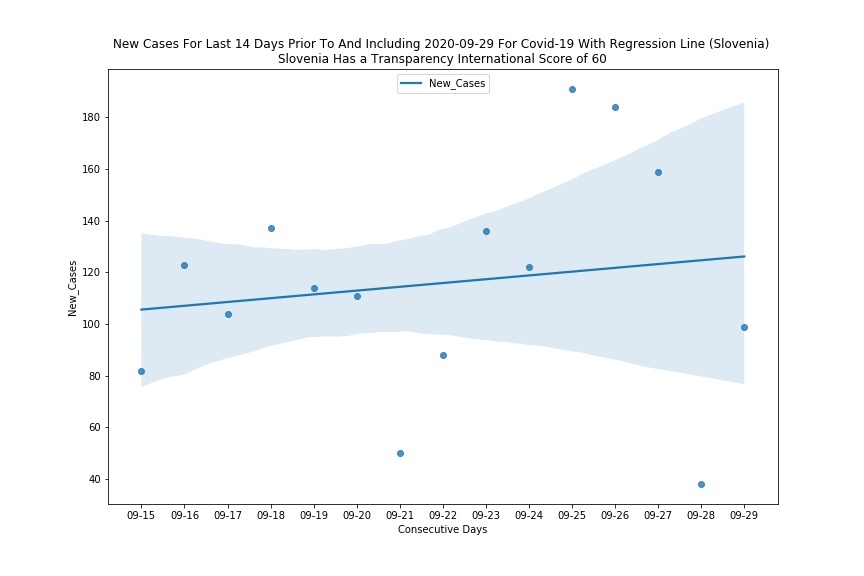 New Cases For Last 14 Days Prior To And Including 2020-09-29 For Covid-19 With Regression Line (Slovenia)
Slovenia Has a Transparency International Score of 60
New_Cases
180
160
140
120
100
80
60
40
New_Cases
09-15 09-16 09-17 09-18 09-19 09-20 09-21 09-22 09-23 09-24 09-25 09-26 09-27 09-28 09-29
Consecutive Days